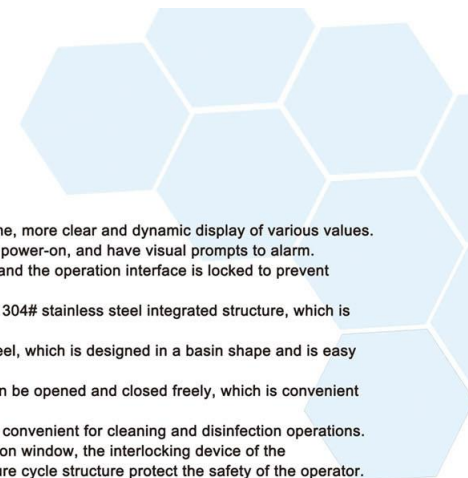 ne, more clear and dynamic display of various values.
power-on, and have visual prompts to alarm.
and the operation interface is locked to prevent
304# stainless steel integrated structure, which is
eel, which is designed in a basin shape and is easy
n be opened and closed freely, which is convenient
convenient for cleaning and disinfection operations.
on window, the interlocking device of the
ure cycle structure protect the safety of the operator.